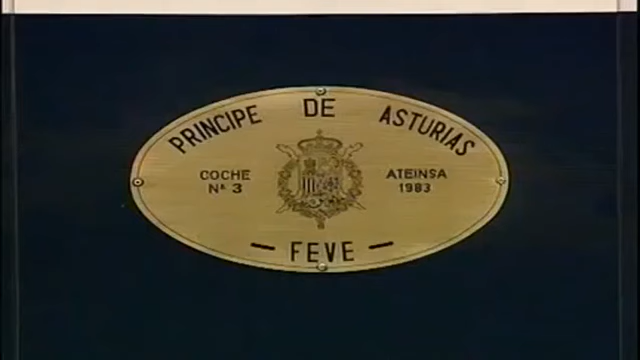 PRINCIPE DE ASTURIAS
COCHE
Nº 3
ATEINSA
1983
- FEVE -